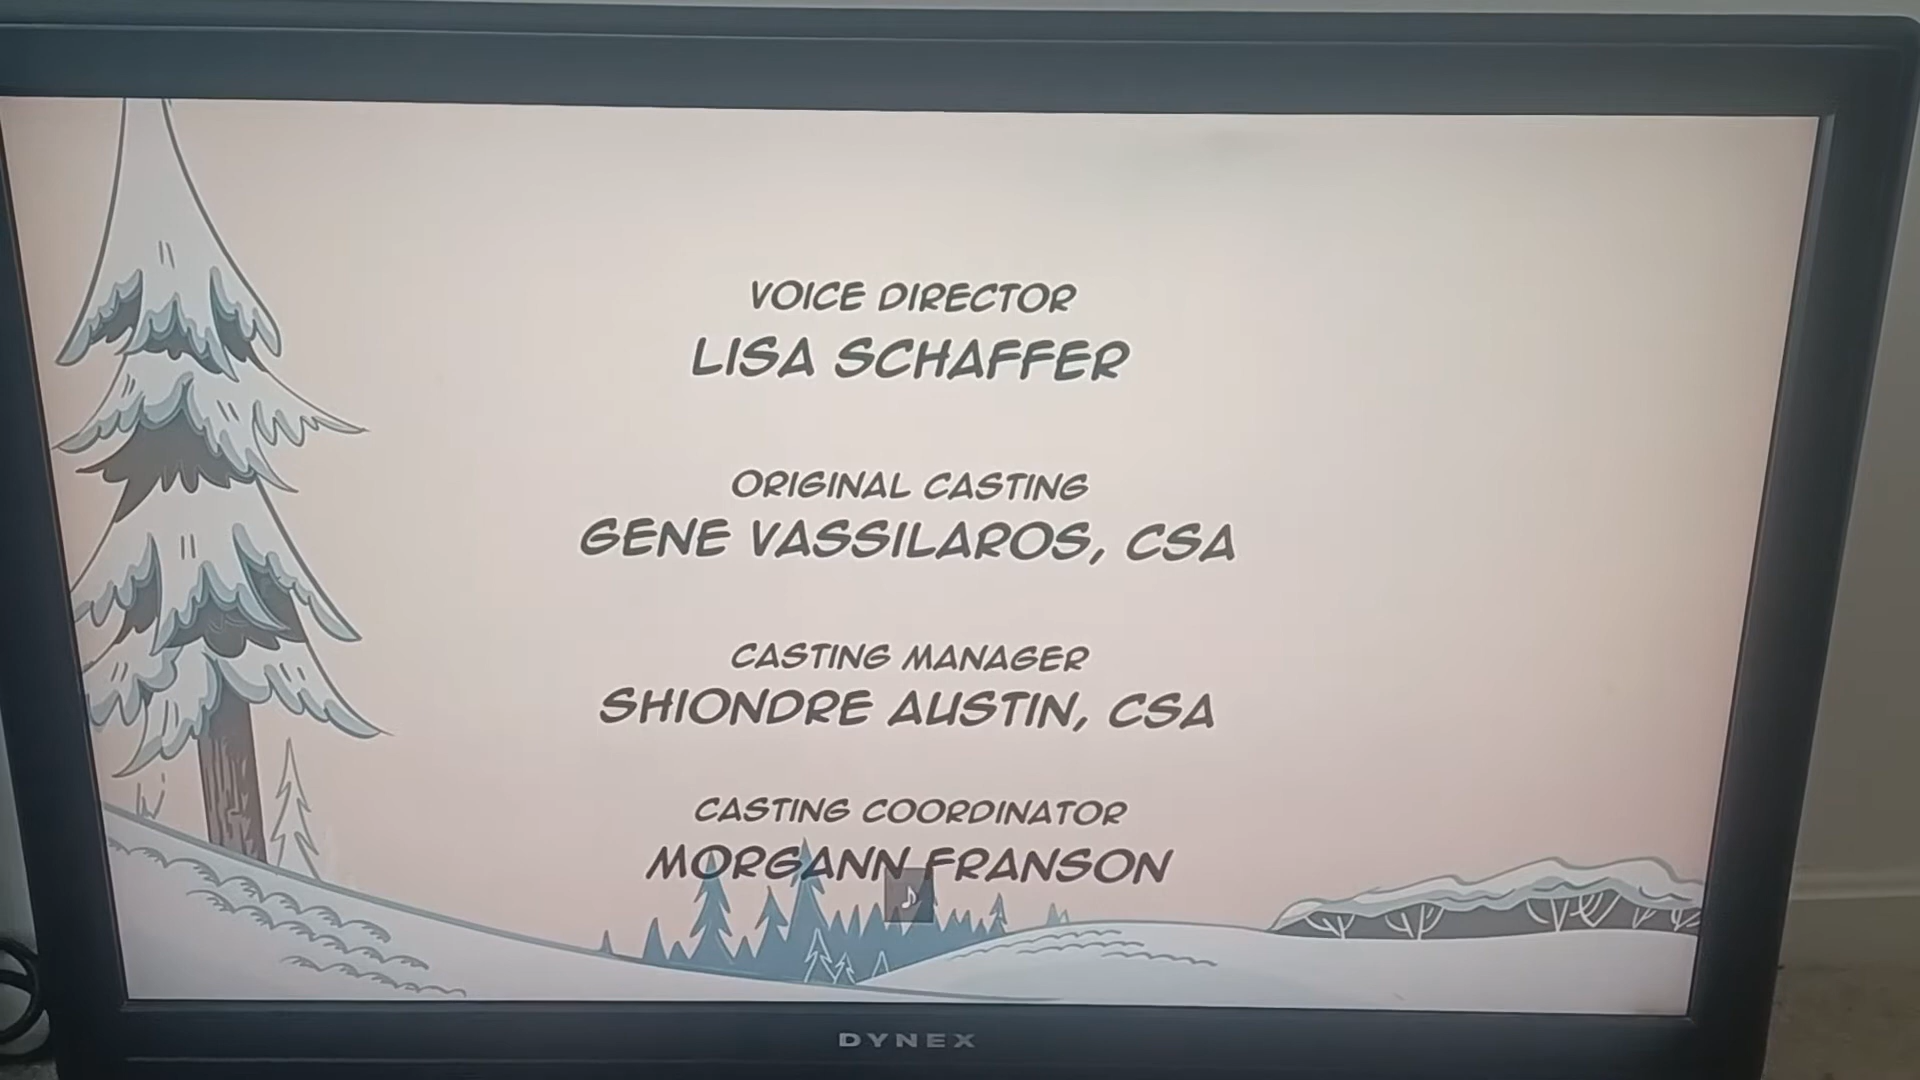 VOICE DIRECTOR
LISA SCHAFFER
ORIGINAL CASTING
GENE VASSILAROS, CSA
CASTING MANAGER
SHIONDRE AUSTIN, CSA
CASTING COORDINATOR
MORGANN FRANSON
♪
DYNEX